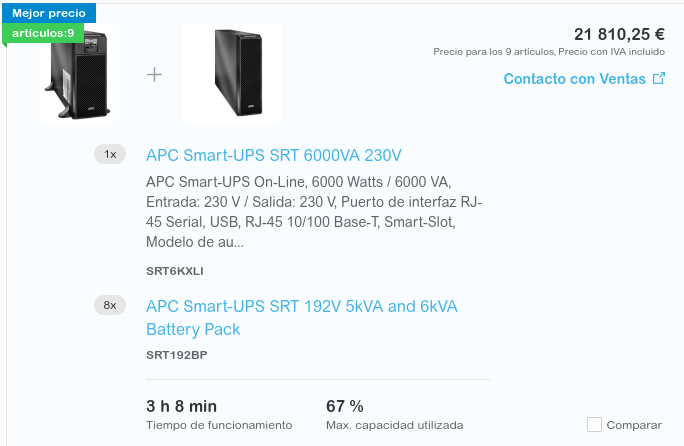 Mejor precio
artículos:9
21 810,25 €
Precio para los 9 artículos, Precio con IVA incluido
Contacto con Ventas
1x
APC Smart-UPS SRT 6000VA 230V
APC Smart-UPS On-Line, 6000 Watts / 6000 VA,
Entrada: 230 V / Salida: 230 V, Puerto de interfaz RJ-
45 Serial, USB, RJ-45 10/100 Base-T, Smart-Slot,
Modelo de au...
SRT6KXLI
8x
APC Smart-UPS SRT 192V 5kVA and 6kVA
Battery Pack
SRT192BP
3 h 8 min
Tiempo de funcionamiento
67 %
Max. capacidad utilizada
Comparar